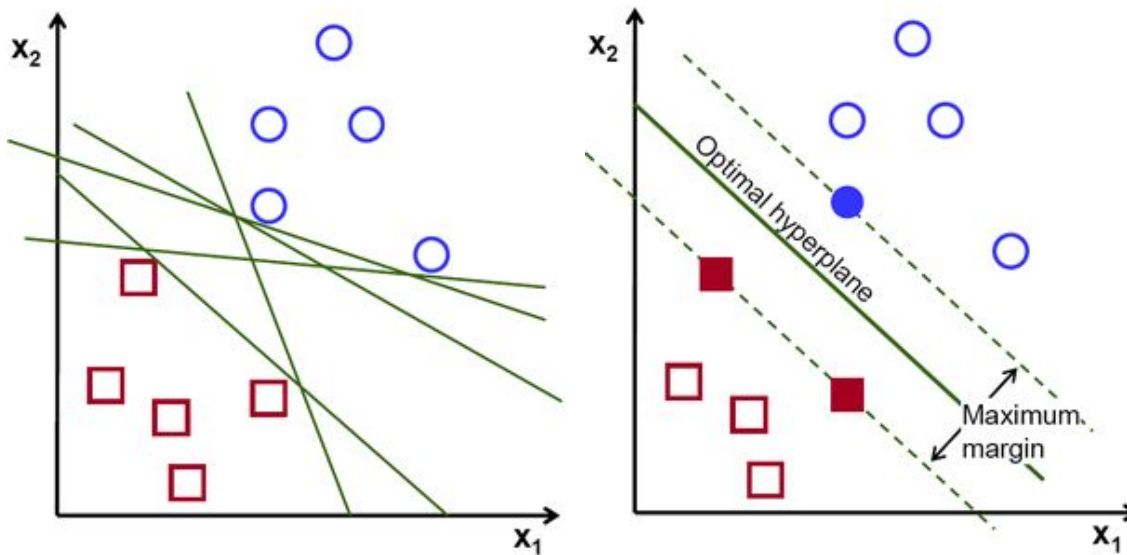 x₂
x₁
x₂
Optimal hyperplane
Maximum
margin
x₁